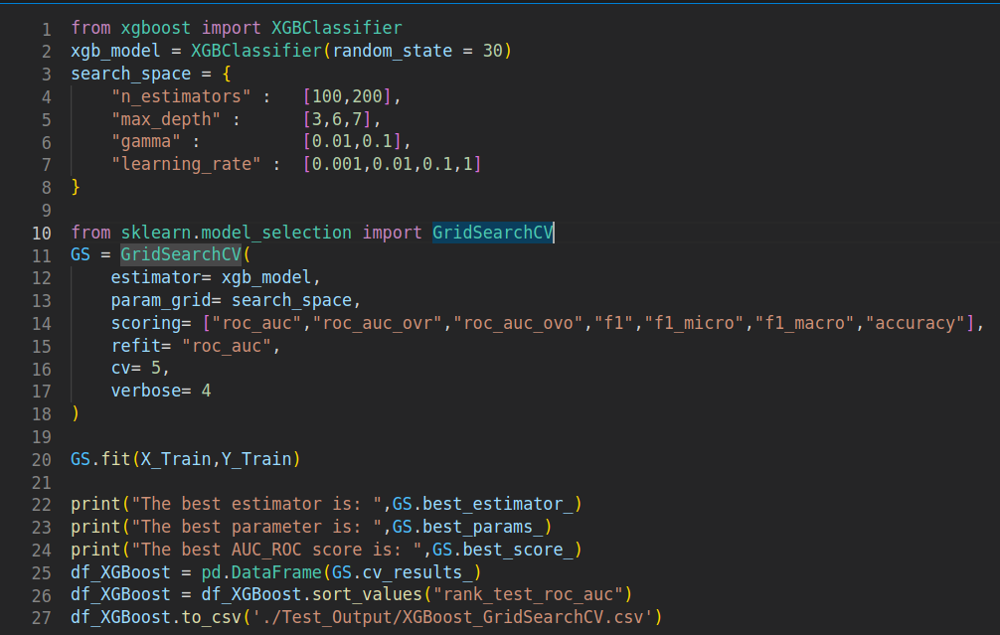 1 from xgboost import XGBClassifier
2 xgb_model = XGBClassifier(random_state = 30)
3 search_space = {
4     "n_estimators" :   [100,200],
5     "max_depth" :      [3,6,7],
6     "gamma" :          [0.01,0.1],
7     "learning_rate" :  [0.001,0.01,0.1,1]
8 }
9
10 from sklearn.model_selection import GridSearchCV
11 GS = GridSearchCV(
12     estimator= xgb_model,
13     param_grid= search_space,
14     scoring= ["roc_auc","roc_auc_ovr","roc_auc_ovo","f1","f1_micro","f1_macro","accuracy"],
15     refit= "roc_auc",
16     cv= 5,
17     verbose= 4
18 )
19
20 GS.fit(X_Train,Y_Train)
21
22 print("The best estimator is: ",GS.best_estimator_)
23 print("The best parameter is: ",GS.best_params_)
24 print("The best AUC_ROC score is: ",GS.best_score_)
25 df_XGBoost = pd.DataFrame(GS.cv_results_)
26 df_XGBoost = df_XGBoost.sort_values("rank_test_roc_auc")
27 df_XGBoost.to_csv('./Test_Output/XGBoost_GridSearchCV.csv')